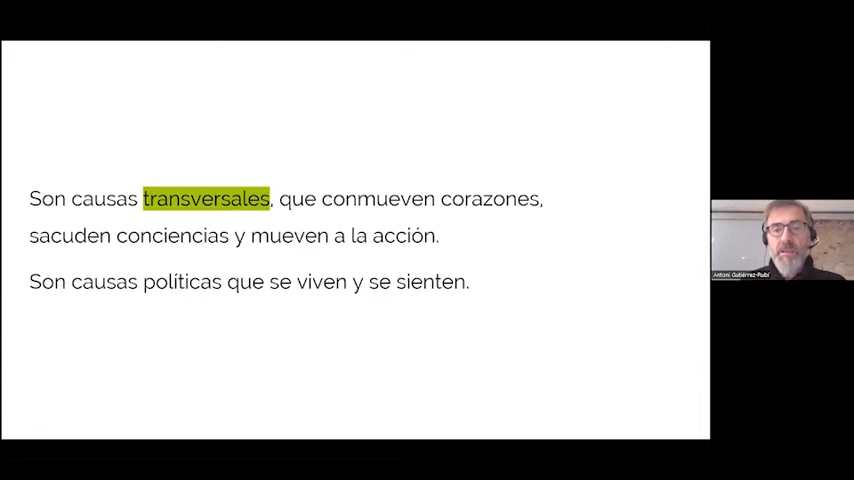 Son causas transversales, que conmueven corazones,
sacuden conciencias y mueven a la acción.
Son causas políticas que se viven y se sienten.
Antoni Gutiérrez-Rubí